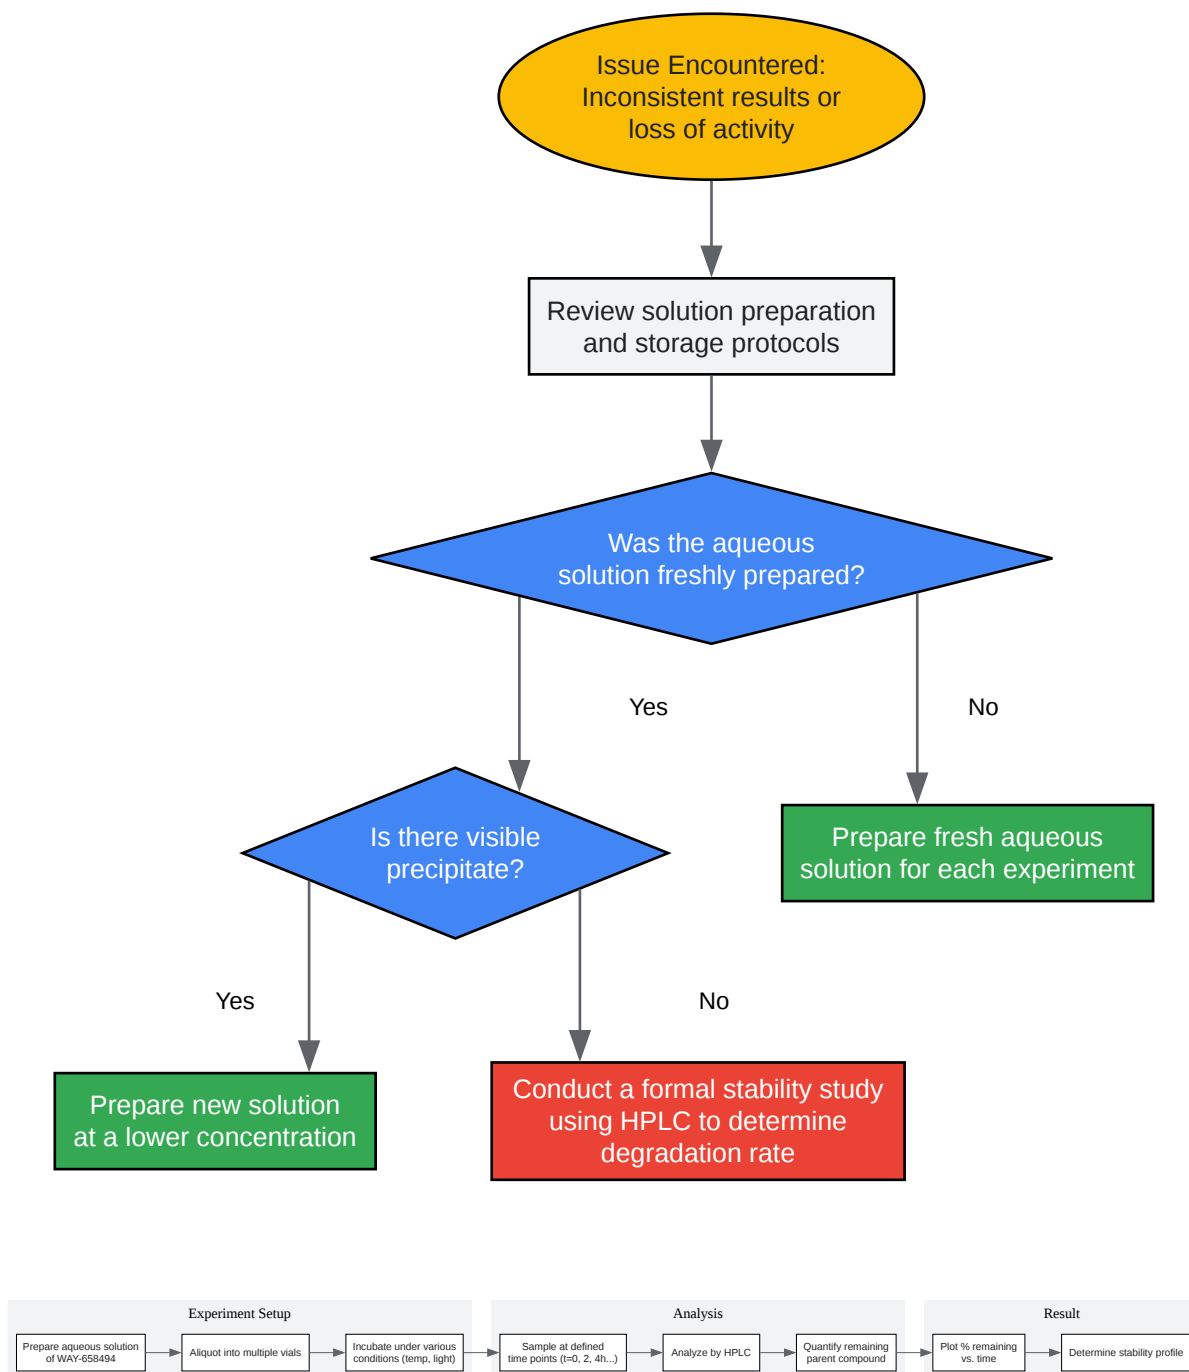 Issue Encountered:
Inconsistent results or
loss of activity
Review solution preparation
and storage protocols
Was the aqueous
solution freshly prepared?
Yes
No
Is there visible
precipitate?
Prepare fresh aqueous
solution for each experiment
Yes
No
Prepare new solution
at a lower concentration
Conduct a formal stability study
using HPLC to determine
degradation rate
Experiment Setup
Prepare aqueous solution
of WAY-658494
Aliquot into multiple vials
Incubate under various
conditions (temp, light)
Analysis
Sample at defined
time points (t=0, 2, 4h...)
Analyze by HPLC
Quantify remaining
parent compound
Result
Plot % remaining
vs. time
Determine stability profile